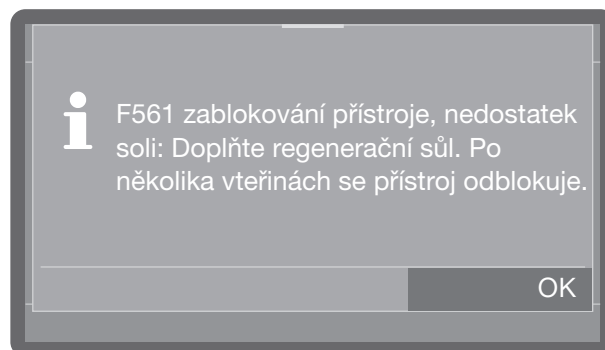 F561 zablokování přístroje, nedostatek
soli: Doplňte regenerační sůl. Po
několika vteřinách se přístroj odblokuje.
OK